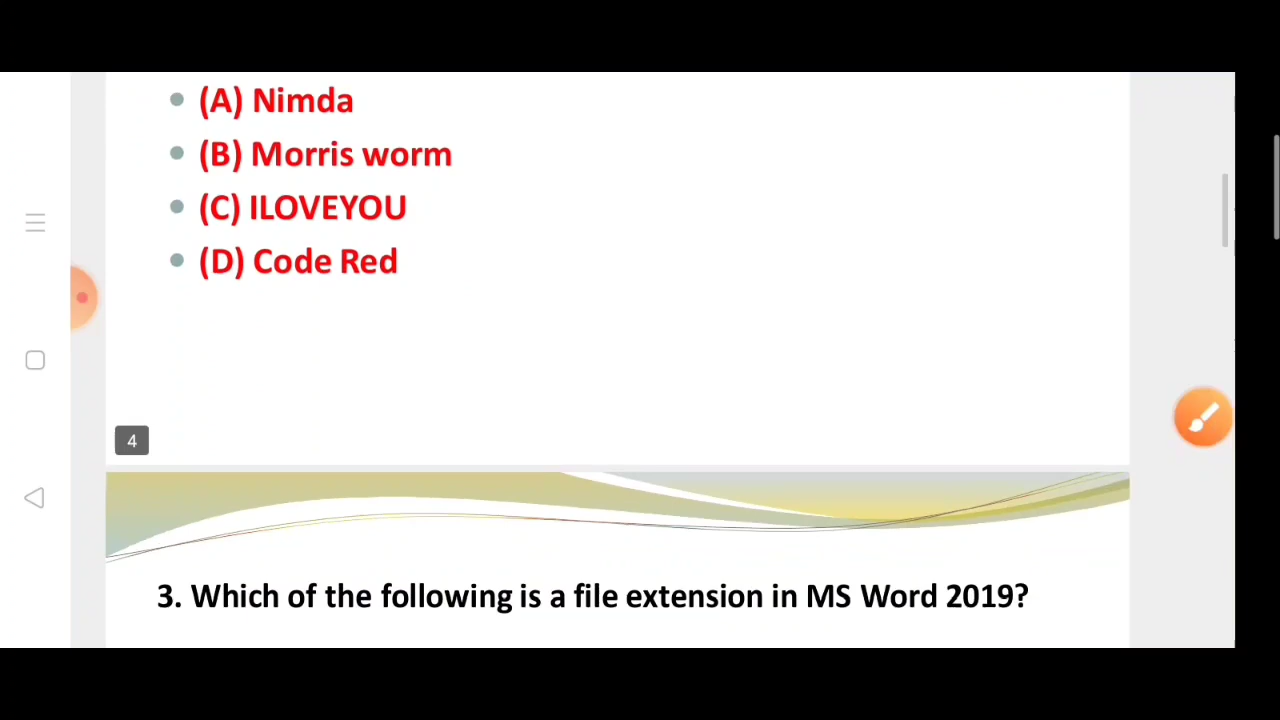 (A) Nimda
(B) Morris worm
(C) ILOVEYOU
(D) Code Red
4
3. Which of the following is a file extension in MS Word 2019?